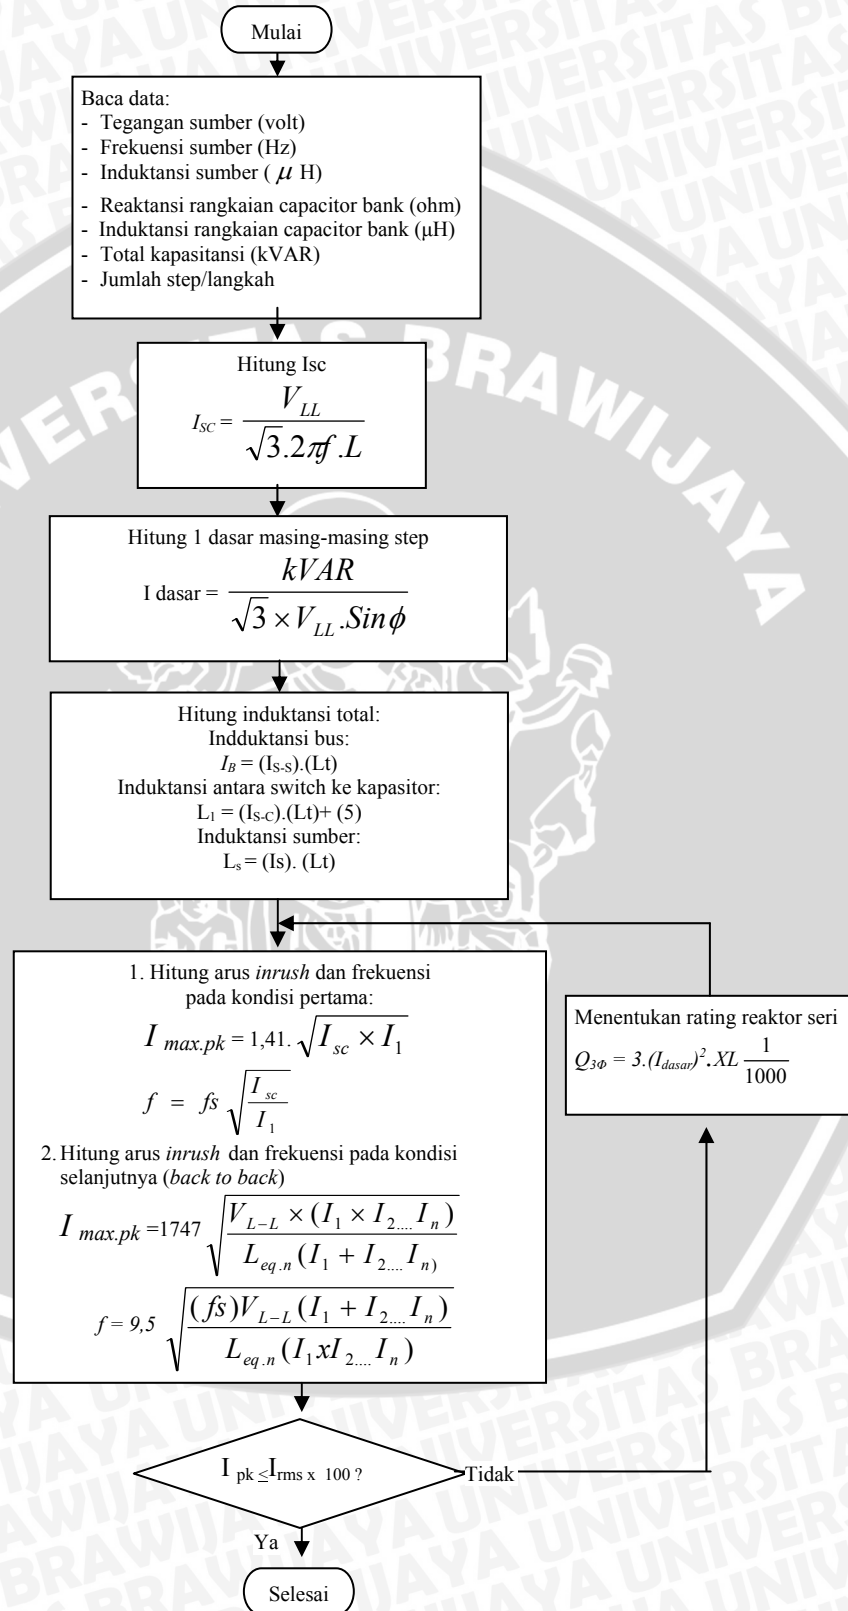 Mulai
Baca data:
- Tegangan sumber (volt)
- Frekuensi sumber (Hz)
- Induktansi sumber ( μ H)
- Reaktansi rangkaian capacitor bank (ohm)
- Induktansi rangkaian capacitor bank (μH)
- Total kapasitansi (kVAR)
- Jumlah step/langkah
UNIVERSITAS BRAWIJAYA
Hitung Isc
I_SC = V_LL / √3.2πf.L
Hitung 1 dasar masing-masing step
I dasar = kVAR / √3 × V_LL.Sinϕ
Hitung induktansi total:
Indduktansi bus:
I_B = (I_S-S).(Lt)
Induktansi antara switch ke kapasitor:
L_1 = (I_S-C).(Lt)+ (5)
Induktansi sumber:
L_s = (Is). (Lt)
1. Hitung arus inrush dan frekuensi
pada kondisi pertama:
I max.pk = 1,41. √(I_sc × I_1)
f = fs √(I_sc / I_1)
2. Hitung arus inrush dan frekuensi pada kondisi
selanjutnya (back to back)
I max.pk =1747 √(V_L-L × (I_1 × I_2.... I_n) / L_eq.n (I_1 + I_2.... I_n))
f = 9,5 √((fs)V_L-L (I_1 + I_2.... I_n) / L_eq.n (I_1 x I_2.... I_n))
Menentukan rating reaktor seri
Q_3Φ = 3.(I_dasar)².XL 1/1000
I pk ≤ I rms x 100 ?
Tidak
Ya
Selesai